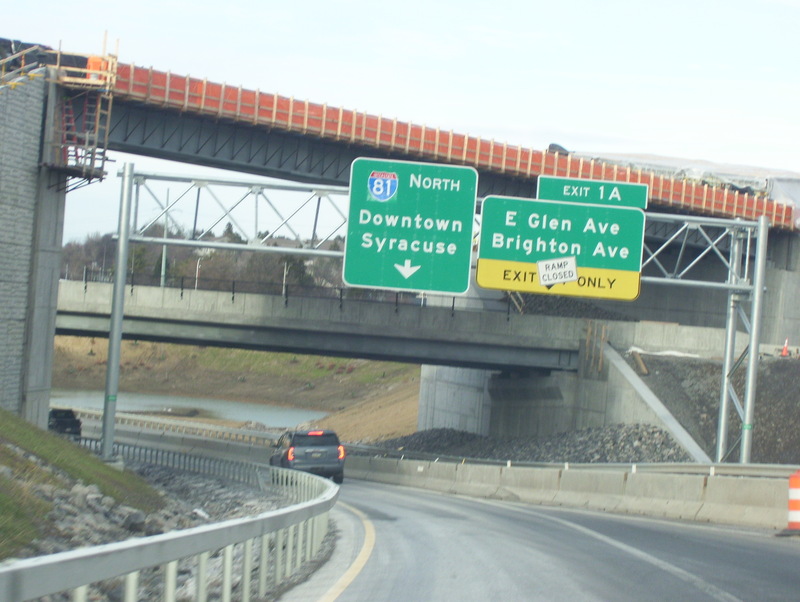 81 NORTH
Downtown
Syracuse
EXIT 1A
E Glen Ave
Brighton Ave
EXIT ONLY
RAMP
CLOSED